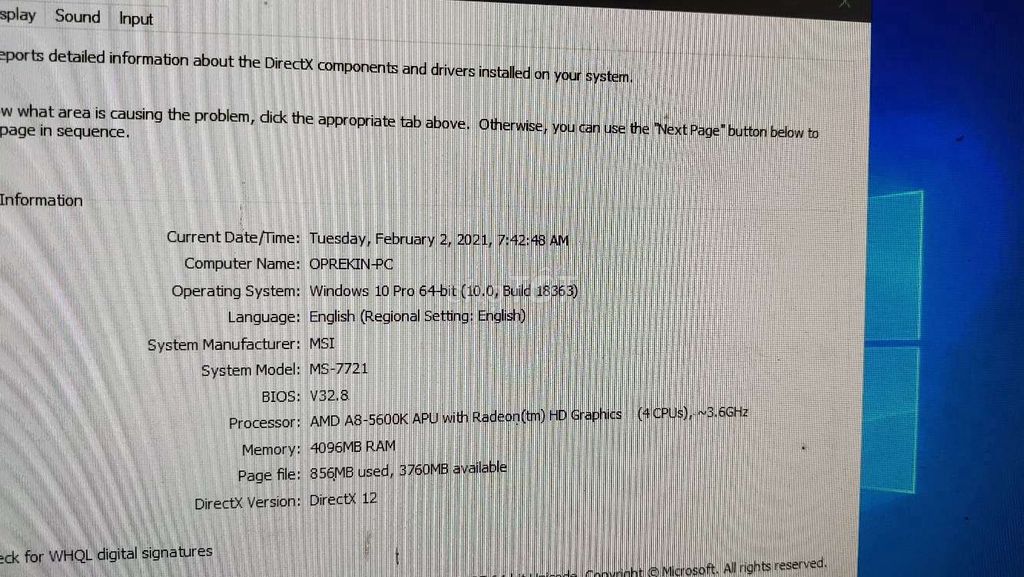 splay Sound Input
eports detailed information about the DirectX components and drivers installed on your system.
w what area is causing the problem, click the appropriate tab above. Otherwise, you can use the "Next Page" button below to
page in sequence.
Information
Current Date/Time: Tuesday, February 2, 2021, 7:42:48 AM
Computer Name: OPREKIN-PC
Operating System: Windows 10 Pro 64-bit (10.0, Build 18363)
Language: English (Regional Setting: English)
System Manufacturer: MSI
System Model: MS-7721
BIOS: V32.8
Processor: AMD A8-5600K APU with Radeon(tm) HD Graphics (4 CPUs), ~3.6GHz
Memory: 4096MB RAM
Page file: 856MB used, 3760MB available
DirectX Version: DirectX 12
eck for WHQL digital signatures
Copyright © Microsoft. All rights reserved.